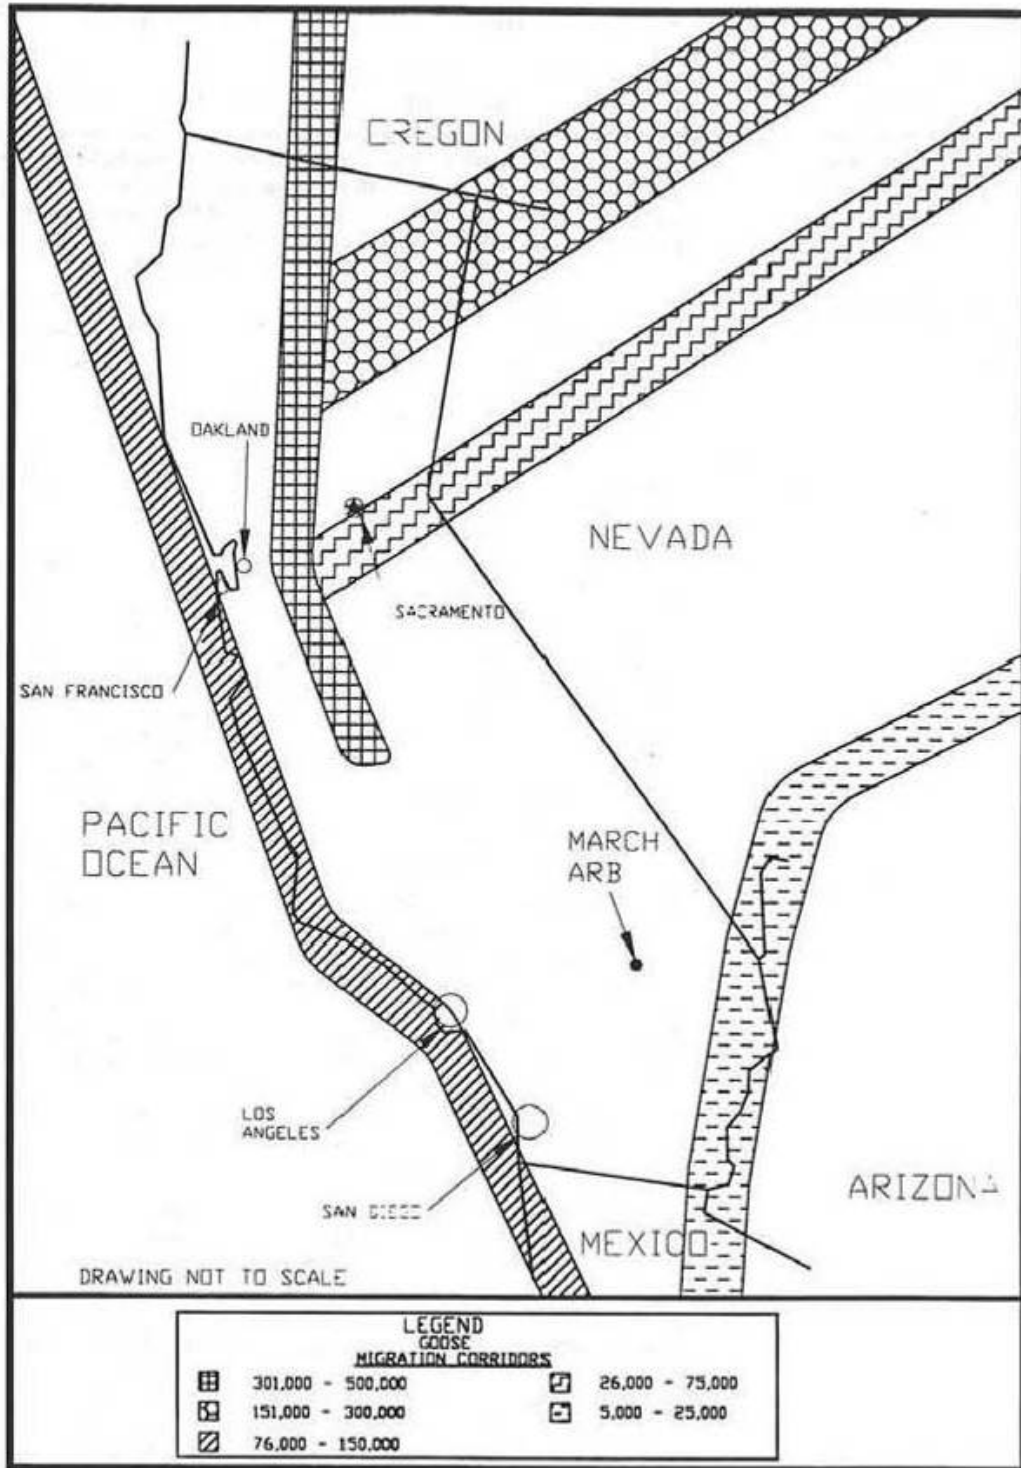 CREGON
OAKLAND
NEVADA
SACRAMENTO
SAN FRANCISCO
PACIFIC
OCEAN
MARCH
ARB
LOS
ANGELES
SAN
ARIZONA
MEXICO
DRAWING NOT TO SCALE
LEGEND
GOOSE
MIGRATION CORRIDORS
301,000 - 500,000
26,000 - 75,000
151,000 - 300,000
5,000 - 25,000
76,000 - 150,000